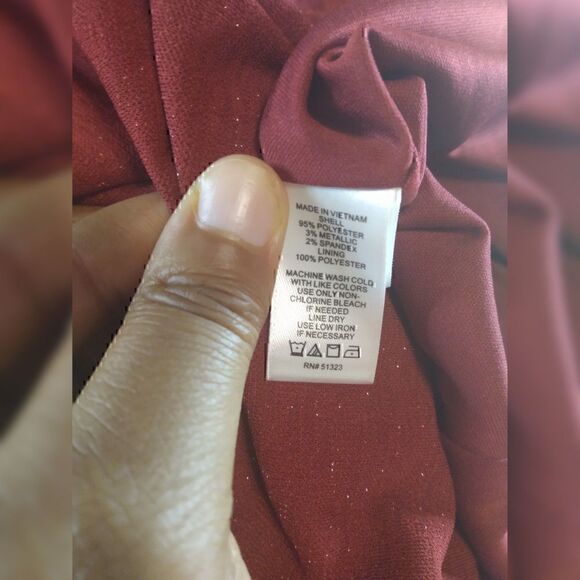 MADE IN VIETNAM
SHELL
95% POLYESTER
3% METALLIC
2% SPANDEX
LINING
100% POLYESTER
MACHINE WASH COLD
WITH LIKE COLORS
USE ONLY NON-
CHLORINE BLEACH
IF NEEDED
LINE DRY
USE LOW IRON
IF NECESSARY
RN# 51323